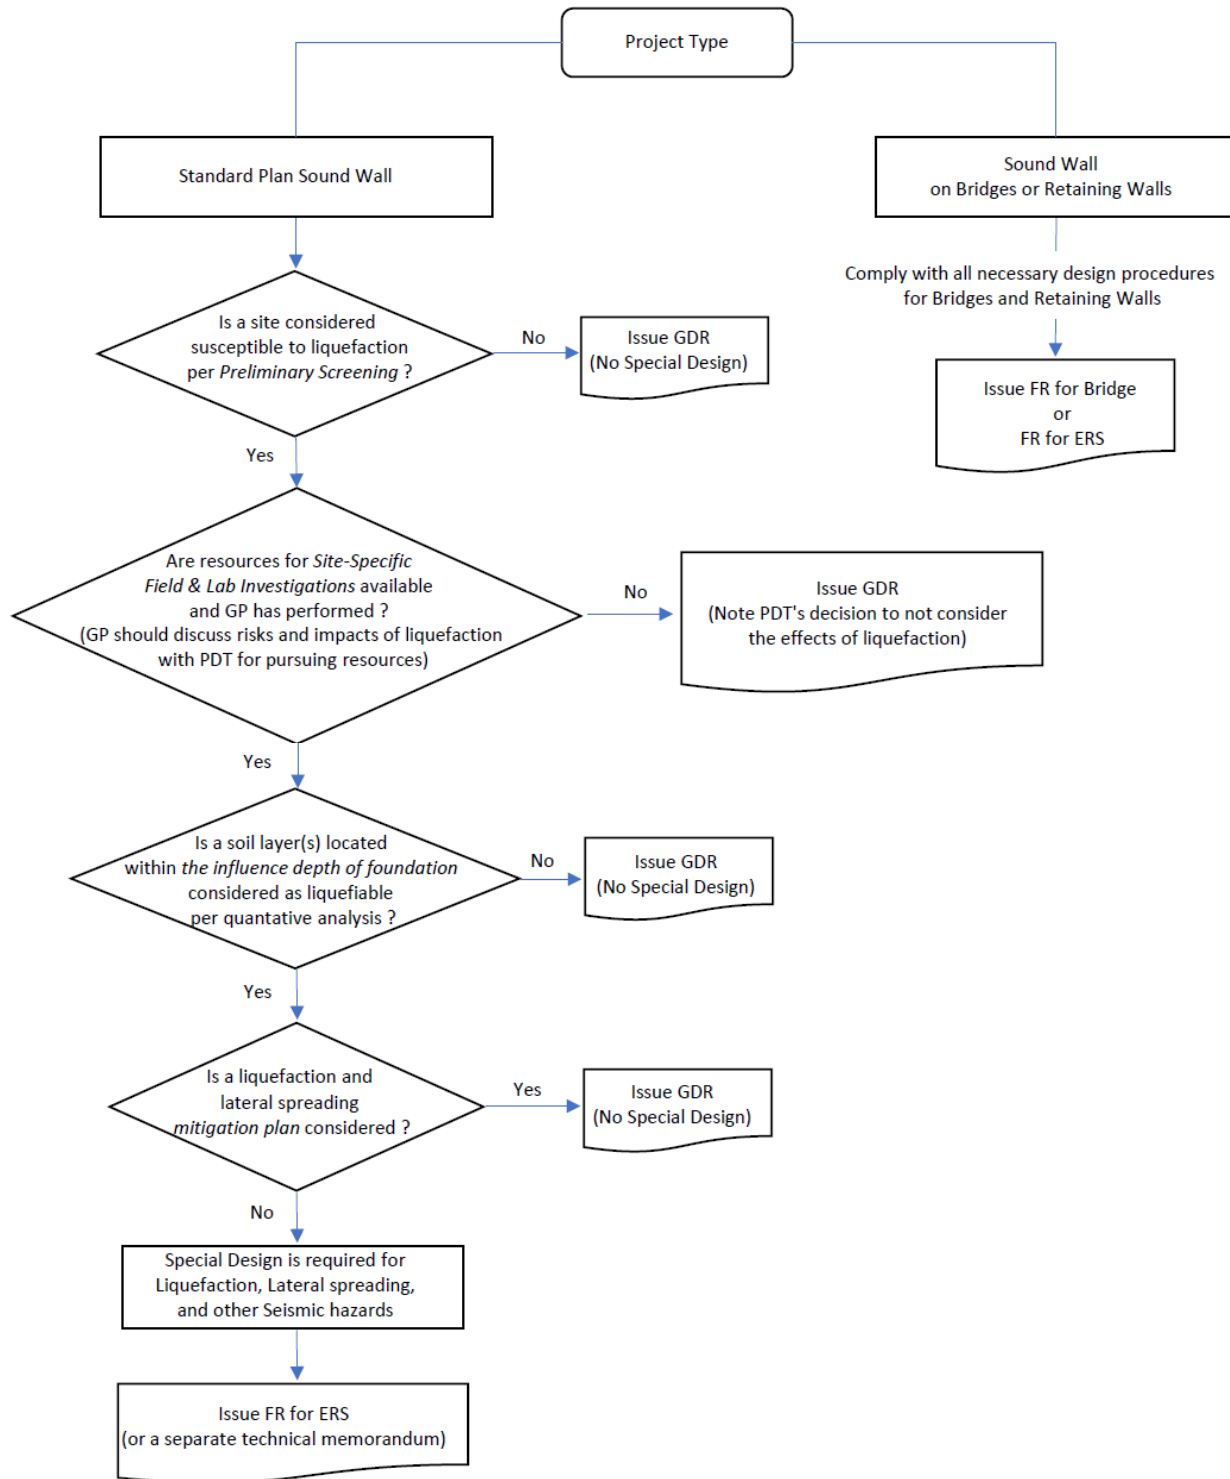 Project Type
Standard Plan Sound Wall
Sound Wall
on Bridges or Retaining Walls
Comply with all necessary design procedures
for Bridges and Retaining Walls
Issue FR for Bridge
or
FR for ERS
Is a site considered
susceptible to liquefaction
per Preliminary Screening ?
No
Issue GDR
(No Special Design)
Yes
Are resources for Site-Specific
Field & Lab Investigations available
and GP has performed ?
(GP should discuss risks and impacts of liquefaction
with PDT for pursuing resources)
No
Issue GDR
(Note PDT's decision to not consider
the effects of liquefaction)
Yes
Is a soil layer(s) located
within the influence depth of foundation
considered as liquefiable
per quantative analysis ?
No
Issue GDR
(No Special Design)
Yes
Is a liquefaction and
lateral spreading
mitigation plan considered ?
Yes
Issue GDR
(No Special Design)
No
Special Design is required for
Liquefaction, Lateral spreading,
and other Seismic hazards
Issue FR for ERS
(or a separate technical memorandum)